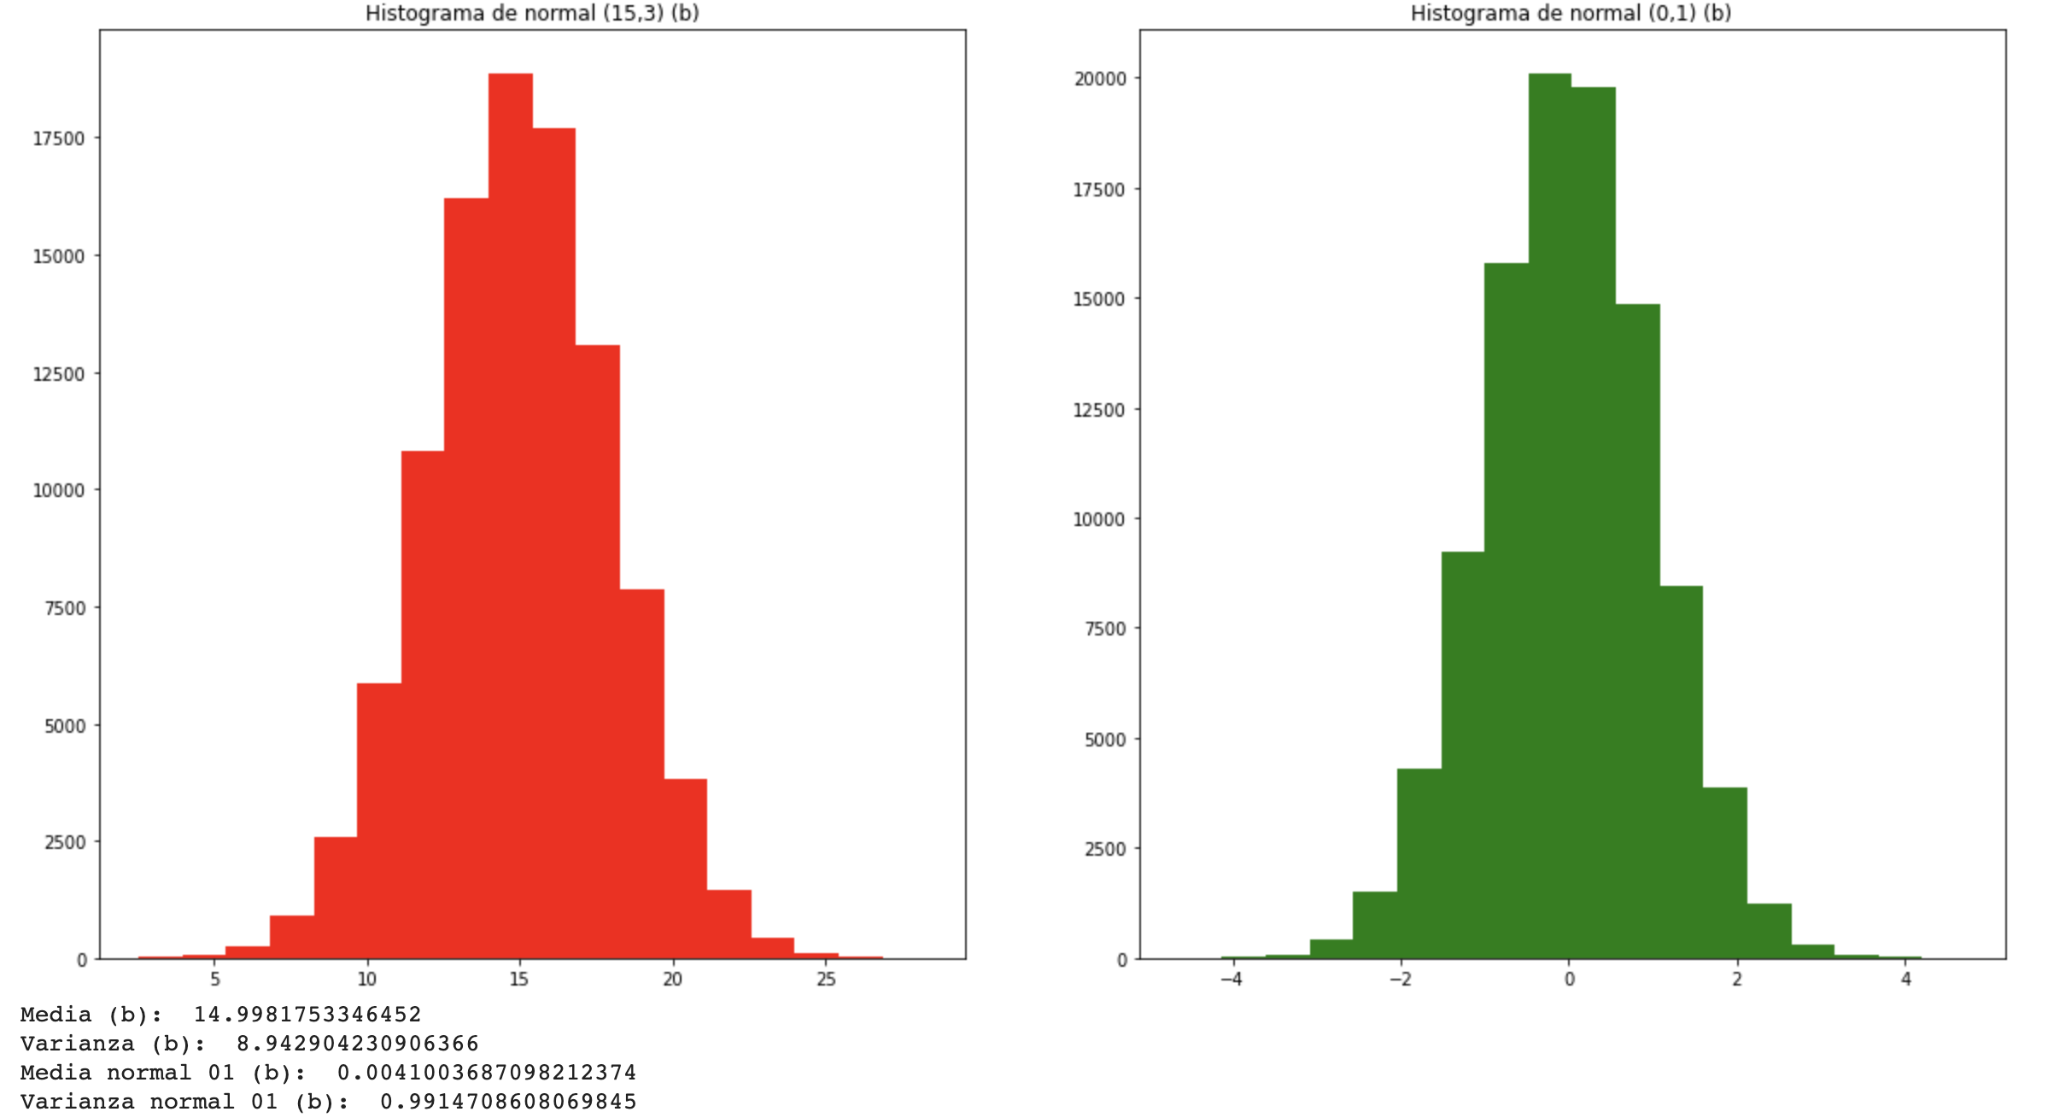 Histograma de normal (15,3) (b)
17500
15000
12500
10000
7500
5000
2500
0
5 10 15 20 25
Histograma de normal (0,1) (b)
20000
17500
15000
12500
10000
7500
5000
2500
0
−4 −2 0 2 4
Media (b):  14.9981753346452
Varianza (b):  8.942904230906366
Media normal 01 (b):  0.0041003687098212374
Varianza normal 01 (b):  0.9914708608069845